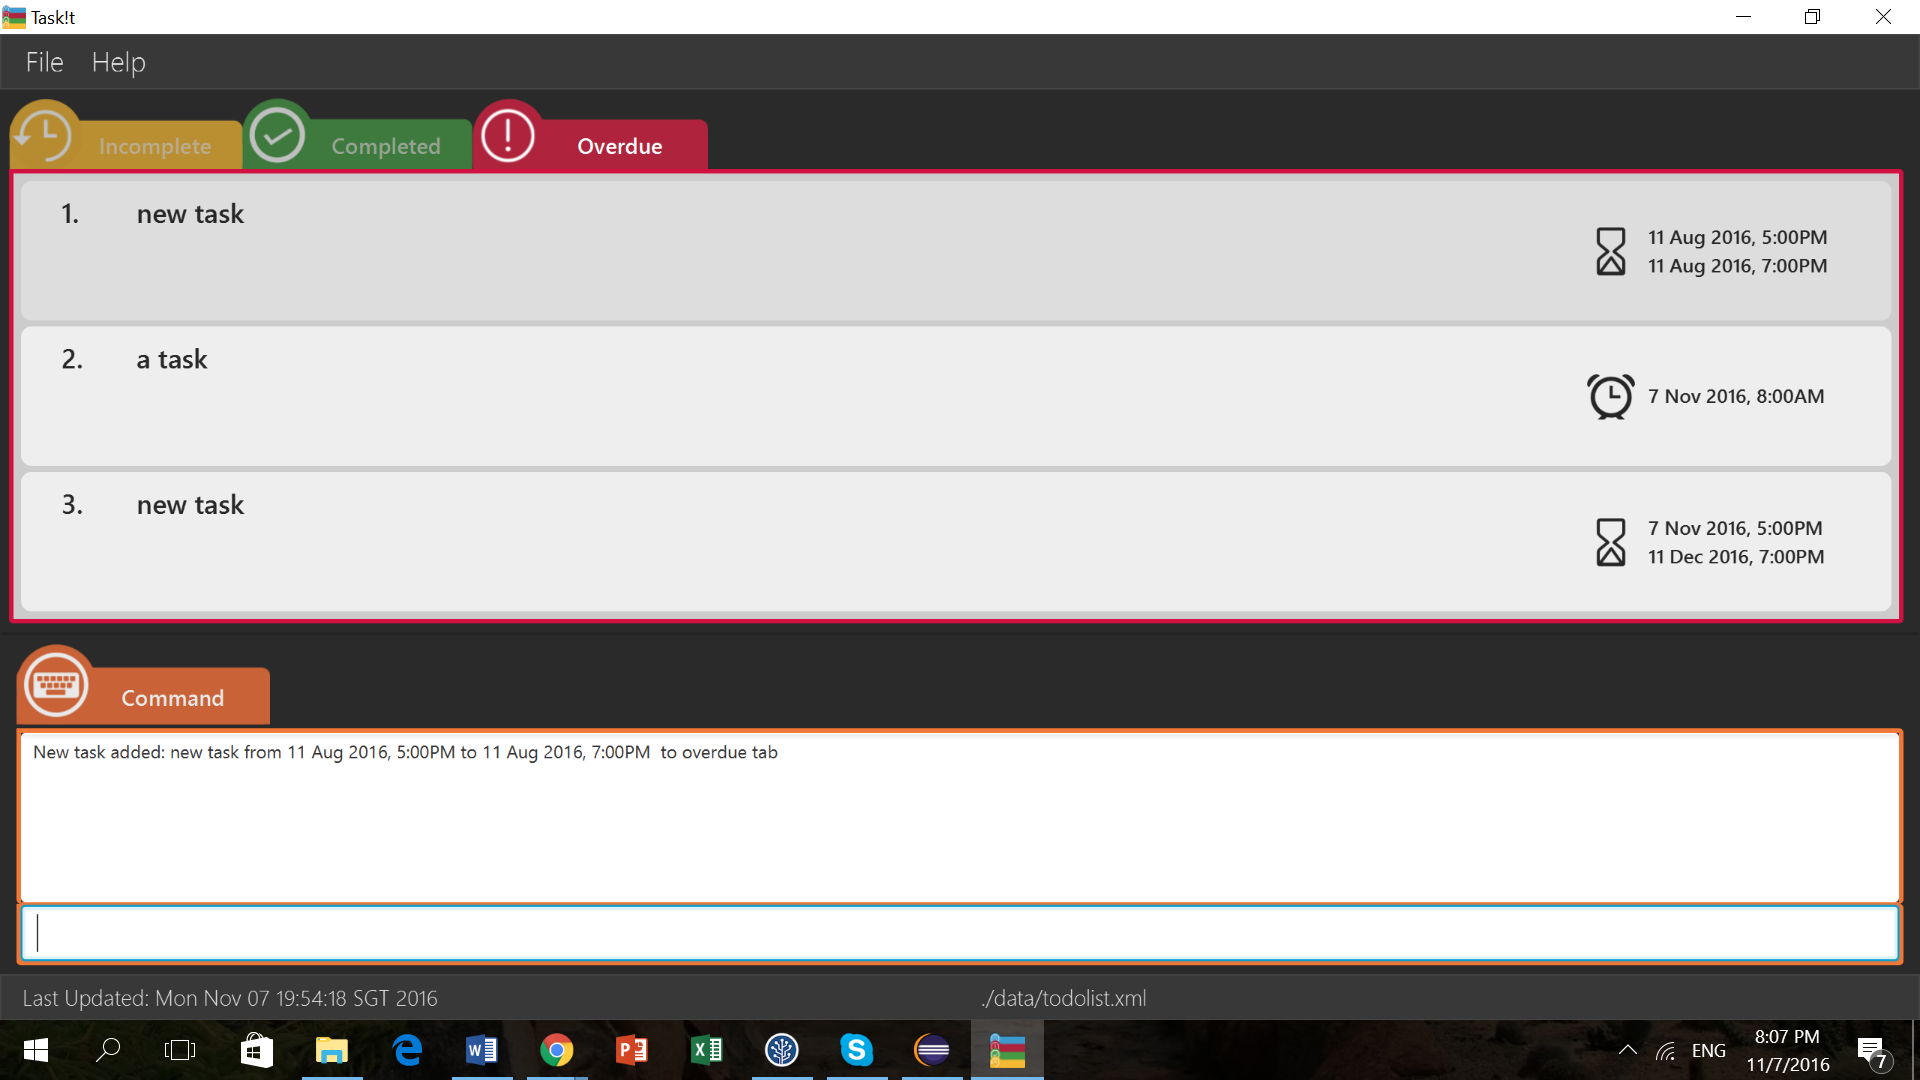 Task!t
File Help
Incomplete Completed Overdue
1. new task
11 Aug 2016, 5:00PM
11 Aug 2016, 7:00PM
2. a task
7 Nov 2016, 8:00AM
3. new task
7 Nov 2016, 5:00PM
11 Dec 2016, 7:00PM
Command
New task added: new task from 11 Aug 2016, 5:00PM to 11 Aug 2016, 7:00PM  to overdue tab
Last Updated: Mon Nov 07 19:54:18 SGT 2016 ./data/todolist.xml
ENG
8:07 PM
11/7/2016
7